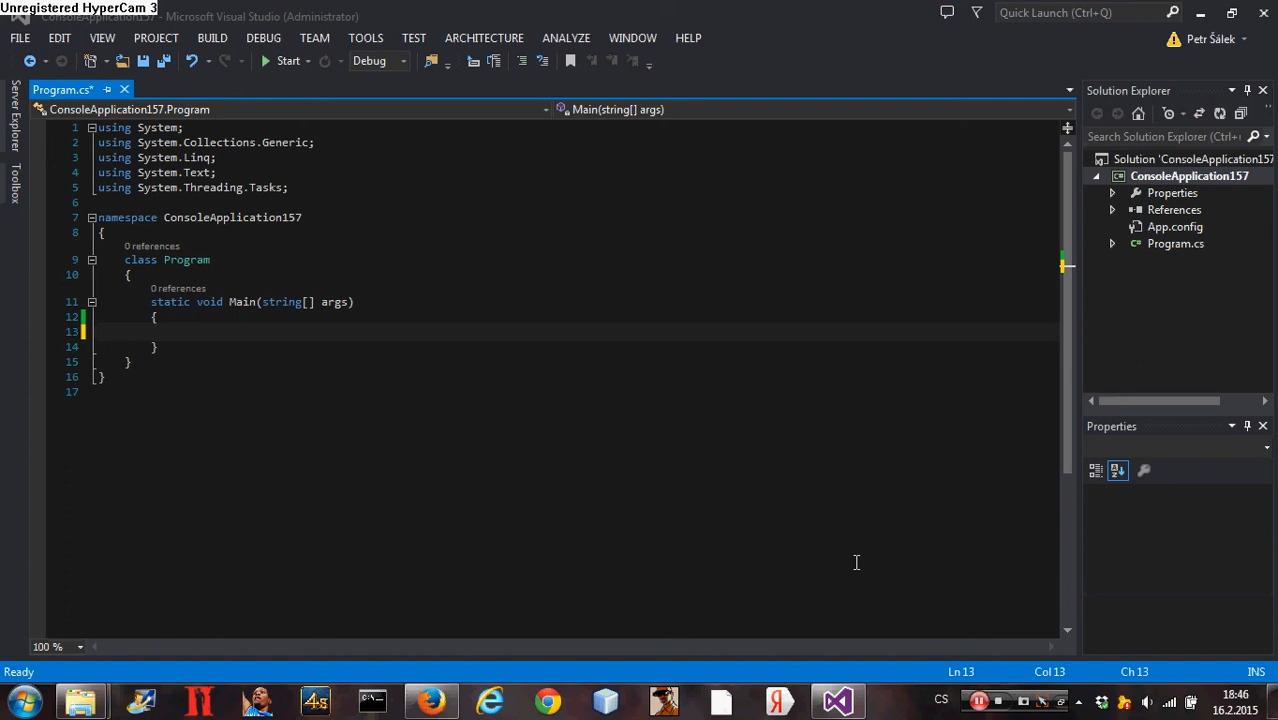 Unregistered HyperCam 3
ConsoleApplication157 - Microsoft Visual Studio (Administrator)
Quick Launch (Ctrl+Q)
FILE EDIT VIEW PROJECT BUILD DEBUG TEAM TOOLS TEST ARCHITECTURE ANALYZE WINDOW HELP
Petr Šálek
Start Debug
Server Explorer
Toolbox
Program.cs*
ConsoleApplication157.Program
Main(string[] args)
1 using System;
2 using System.Collections.Generic;
3 using System.Linq;
4 using System.Text;
5 using System.Threading.Tasks;
6
7 namespace ConsoleApplication157
8 {
0 references
9 class Program
10 {
0 references
11 static void Main(string[] args)
12 {
13
14 }
15 }
16 }
17
100 %
Solution Explorer
Search Solution Explorer (Ctrl+
Solution 'ConsoleApplication157
ConsoleApplication157
Properties
References
App.config
Program.cs
Properties
Ready
Ln 13 Col 13 Ch 13 INS
4s
CS
18:46
16.2.2015